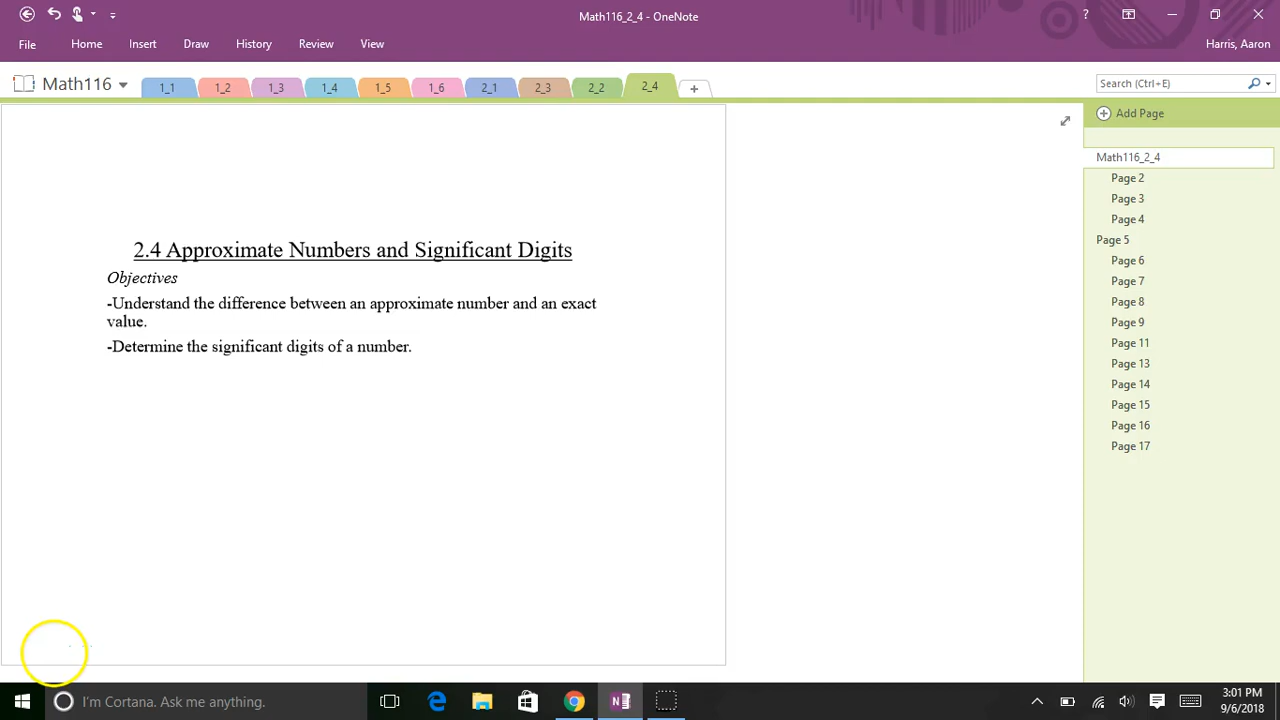 Math116_2_4 - OneNote
?
File
Home
Insert
Draw
History
Review
View
Harris, Aaron
Math116
1_1
1_2
1_3
1_4
1_5
1_6
2_1
2_3
2_2
2_4
+
Search (Ctrl+E)
Add Page
Math116_2_4
Page 2
Page 3
Page 4
Page 5
Page 6
Page 7
Page 8
Page 9
Page 11
Page 13
Page 14
Page 15
Page 16
Page 17
2.4 Approximate Numbers and Significant Digits
Objectives
-Understand the difference between an approximate number and an exact
value.
-Determine the significant digits of a number.
I'm Cortana. Ask me anything.
3:01 PM
9/6/2018